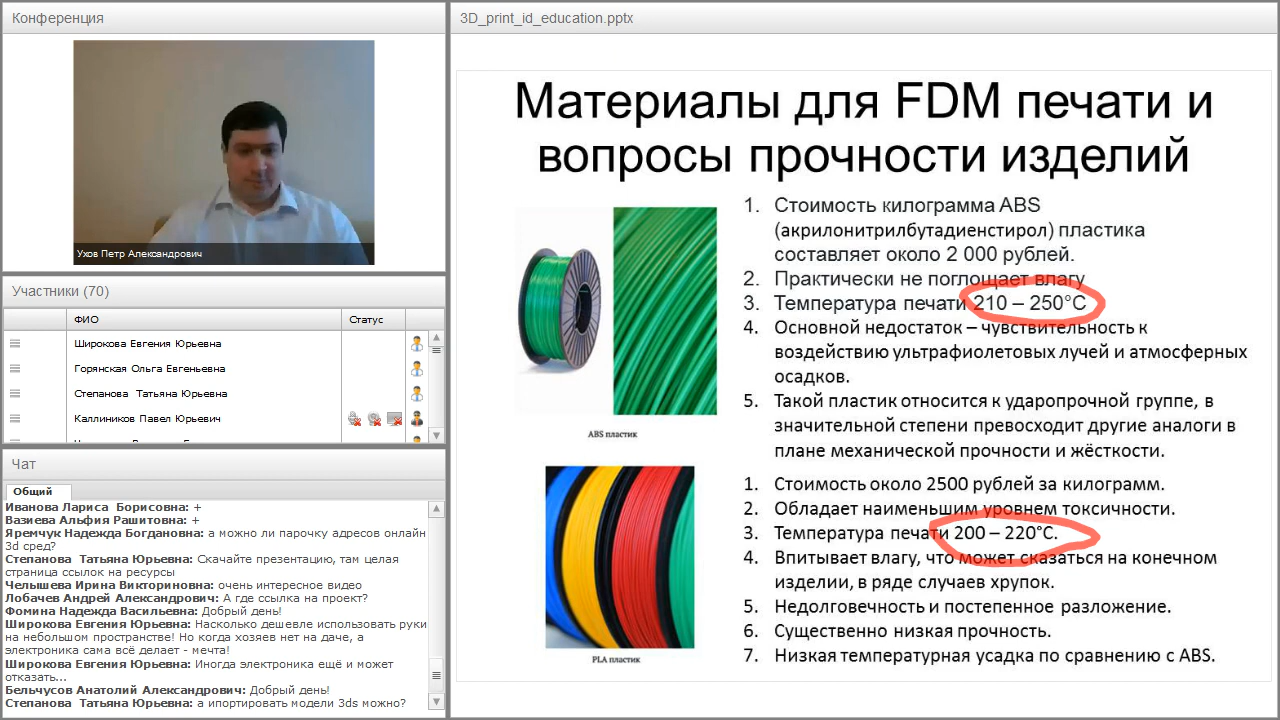 Конференция
Ухов Петр Александрович
Участники (70)
ФИО
Статус
Широкова Евгения Юрьевна
Горянская Ольга Евгеньевна
Степанова Татьяна Юрьевна
Каллиников Павел Юрьевич
Чат
Общий
Иванова Лариса Борисовна: +
Вазиева Альфия Рашитовна: +
Яремчук Надежда Богдановна: а можно ли парочку адресов онлайн
3d сред?
Степанова Татьяна Юрьевна: Скачайте презентацию, там целая
страница ссылок на ресурсы
Челышева Ирина Викториновна: очень интересное видео
Лобачев Андрей Александрович: А где ссылка на проект?
Фомина Надежда Васильевна: Добрый день!
Широкова Евгения Юрьевна: Насколько дешевле использовать руки
на небольшом пространстве! Но когда хозяев нет на даче, а
электроника сама всё делает - мечта!
Широкова Евгения Юрьевна: Иногда электроника ещё и может
отказать...
Бельчусов Анатолий Александрович: Добрый день!
Степанова Татьяна Юрьевна: а ипортировать модели 3ds можно?
3D_print_id_education.pptx
Материалы для FDM печати и
вопросы прочности изделий
1. Стоимость килограмма ABS
(акрилонитрилбутадиенстирол) пластика
составляет около 2 000 рублей.
2. Практически не поглощает влагу
3. Температура печати 210 – 250°C
4. Основной недостаток – чувствительность к
воздействию ультрафиолетовых лучей и атмосферных
осадков.
5. Такой пластик относится к ударопрочной группе, в
значительной степени превосходит другие аналоги в
плане механической прочности и жёсткости.
ABS пластик
1. Стоимость около 2500 рублей за килограмм.
2. Обладает наименьшим уровнем токсичности.
3. Температура печати 200 – 220°C.
4. Впитывает влагу, что может сказаться на конечном
изделии, в ряде случаев хрупок.
5. Недолговечность и постепенное разложение.
6. Существенно низкая прочность.
7. Низкая температурная усадка по сравнению с ABS.
PLA пластик